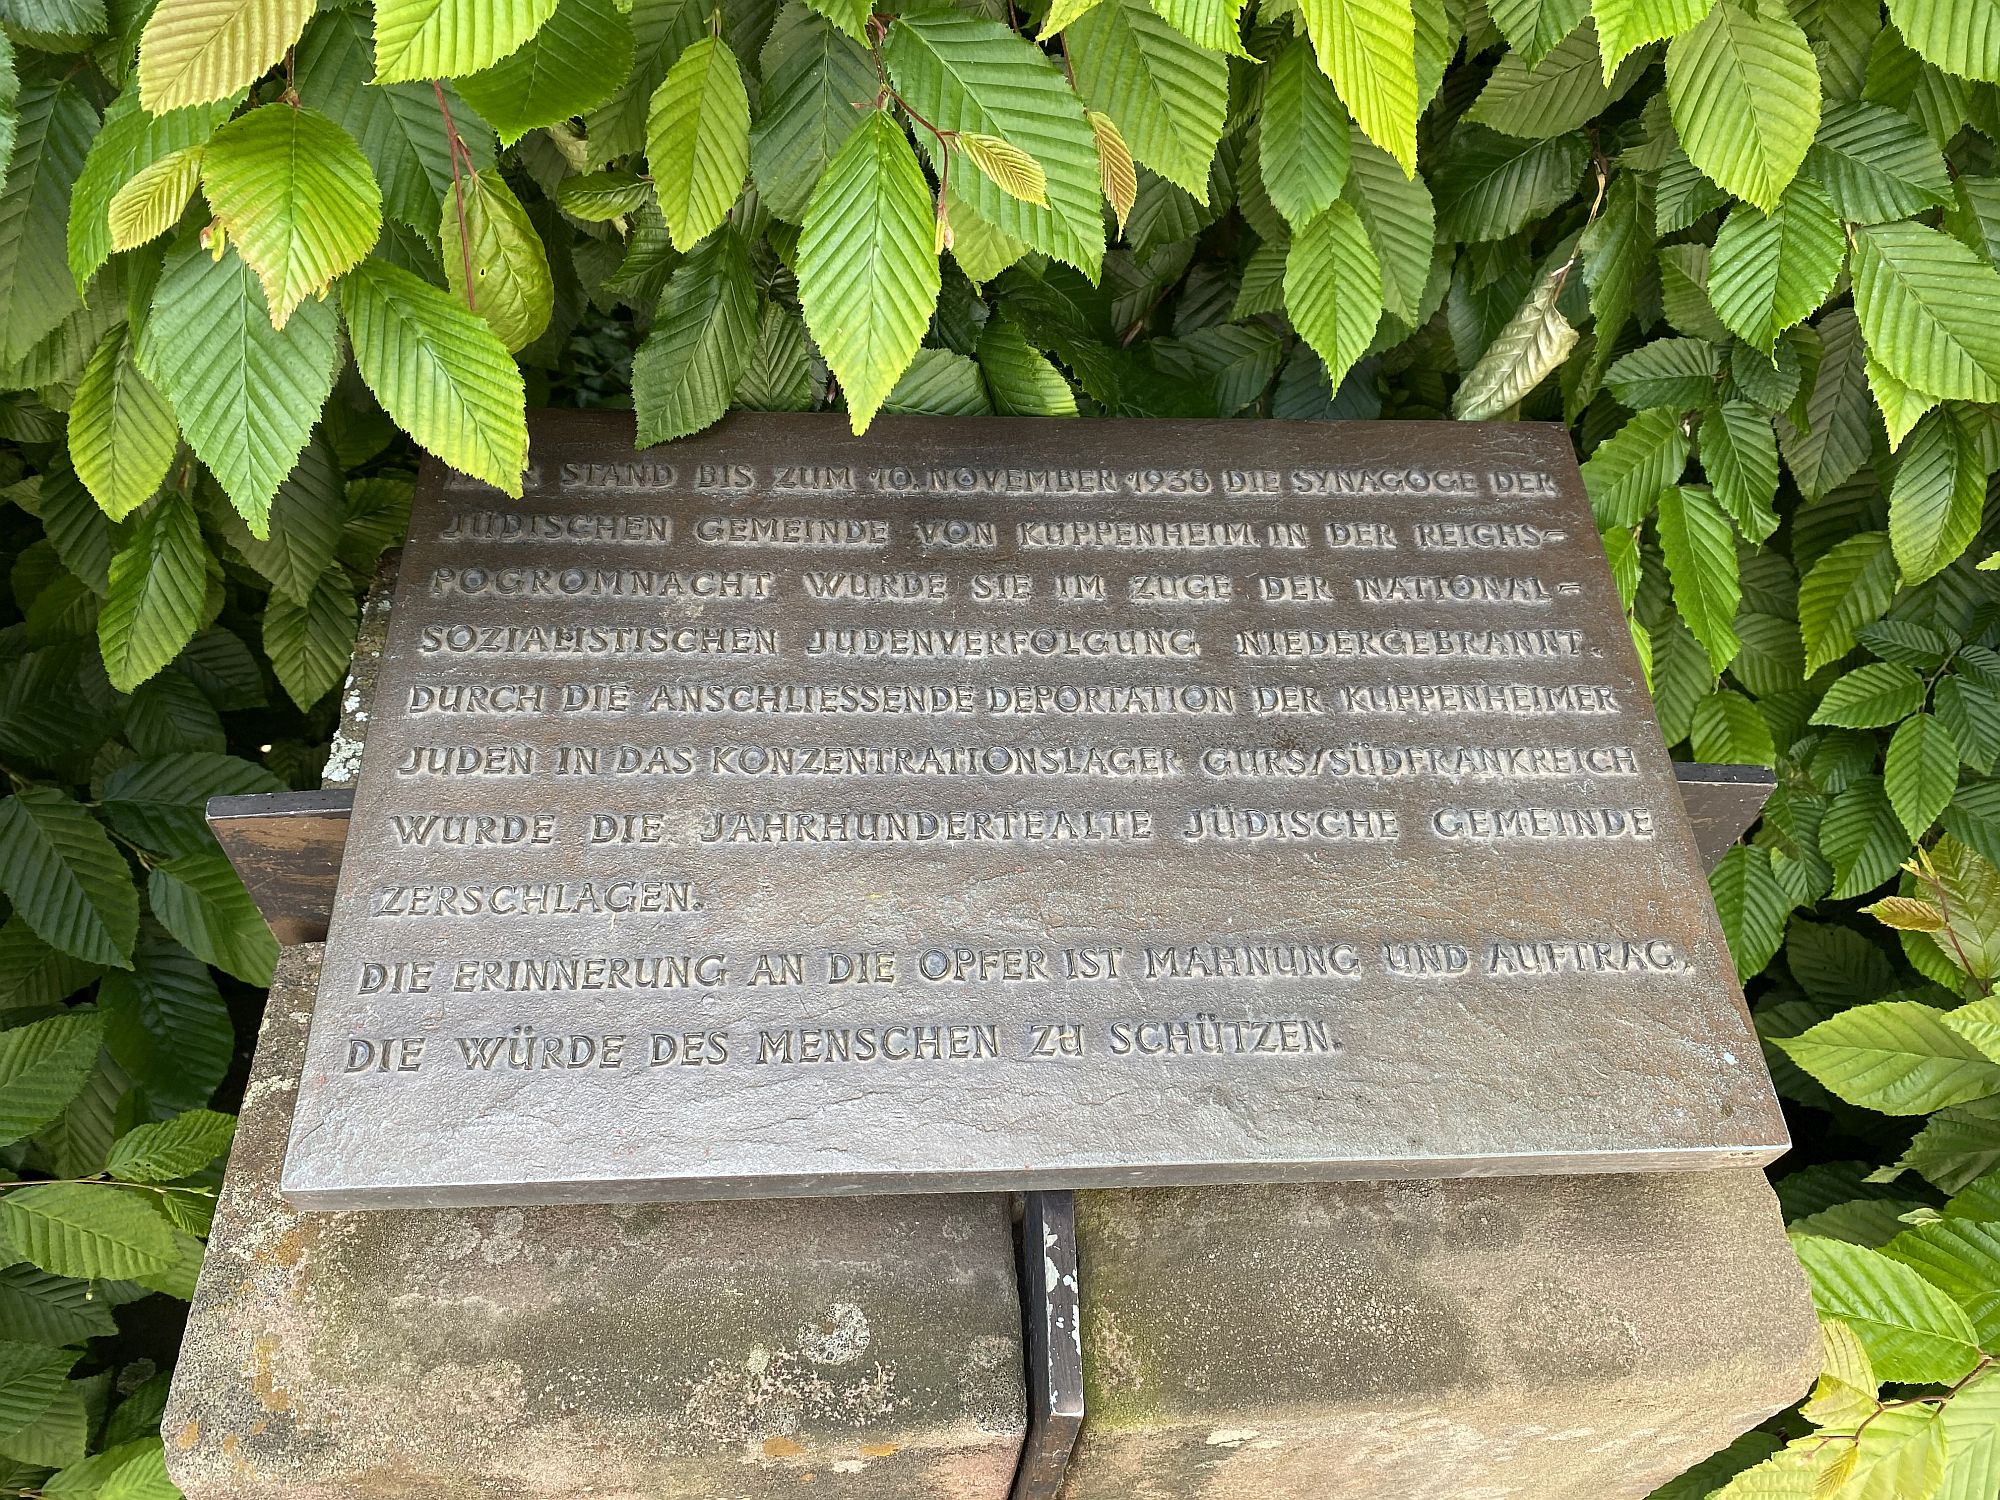 STAND BIS ZUM 10. NOVEMBER 1938 DIE SYNAGOGE DER
JÜDISCHEN GEMEINDE VON KUPPENHEIM. IN DER REICHS-
POGROMNACHT WURDE SIE IM ZUGE DER NATIONAL-
SOZIALISTISCHEN JUDENVERFOLGUNG NIEDERGEBRANNT.
DURCH DIE ANSCHLIESSENDE DEPORTATION DER KUPPENHEIMER
JUDEN IN DAS KONZENTRATIONSLAGER GURS/SÜDFRANKREICH
WURDE DIE JAHRHUNDERTEALTE JÜDISCHE GEMEINDE
ZERSCHLAGEN.
DIE ERINNERUNG AN DIE OPFER IST MAHNUNG UND AUFTRAG,
DIE WÜRDE DES MENSCHEN ZU SCHÜTZEN.